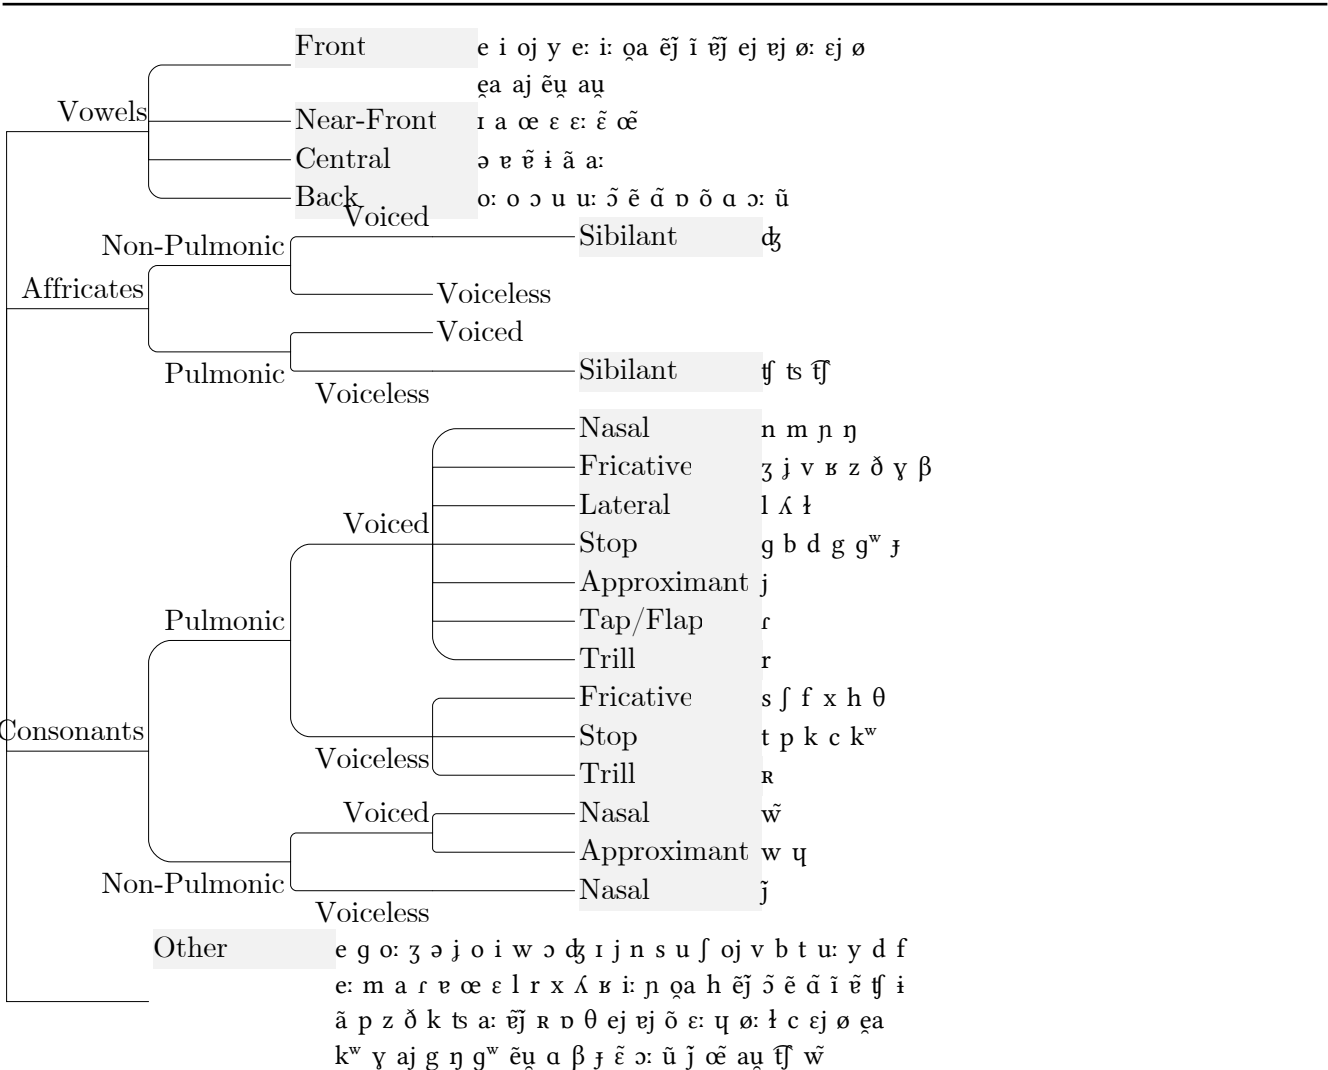 Front e i oj y eː iː o̯a ẽj̃ ĩ ɐ̃j̃ ej ɐj øː ɛj ø
e̯a aj ẽu̯ au̯
Vowels
Near-Front ɪ a œ ɛ ɛː ɛ̃ œ̃
Central ə ɐ ɐ̃ ɨ ã aː
Back oː o ɔ u uː ɔ̃ ẽ ɑ̃ ɒ õ ɑ ɔː ũ
Voiced
Non-Pulmonic Sibilant ʤ
Affricates
Voiceless
Voiced
Pulmonic Sibilant ʧ ʦ t͡ʃ
Voiceless
Nasal n m ɲ ŋ
Fricative ʒ ʝ v ʁ z ð ɣ β
Lateral l ʎ ɫ
Voiced
Stop ɡ b d g ɡʷ ɟ
Approximant j
Pulmonic Tap/Flap ɾ
Trill r
Fricative s ʃ f x h θ
Consonants Stop t p k c kʷ
Voiceless
Trill ʀ
Voiced Nasal w̃
Approximant w ɥ
Non-Pulmonic Nasal j̃
Voiceless
Other e ɡ oː ʒ ə ʝ o i w ɔ ʤ ɪ j n s u ʃ oj v b t uː y d f
eː m a ɾ ɐ œ ɛ l r x ʎ ʁ iː ɲ o̯a h ẽj̃ ɔ̃ ẽ ɑ̃ ĩ ɐ̃ ʧ ɨ
ã p z ð k ʦ aː ɐ̃j̃ ʀ ɒ θ ej ɐj õ ɛː ɥ øː ɫ c ɛj ø e̯a
kʷ ɣ aj g ŋ ɡʷ ẽu̯ ɑ β ɟ ɛ̃ ɔː ũ j̃ œ̃ au̯ t͡ʃ w̃